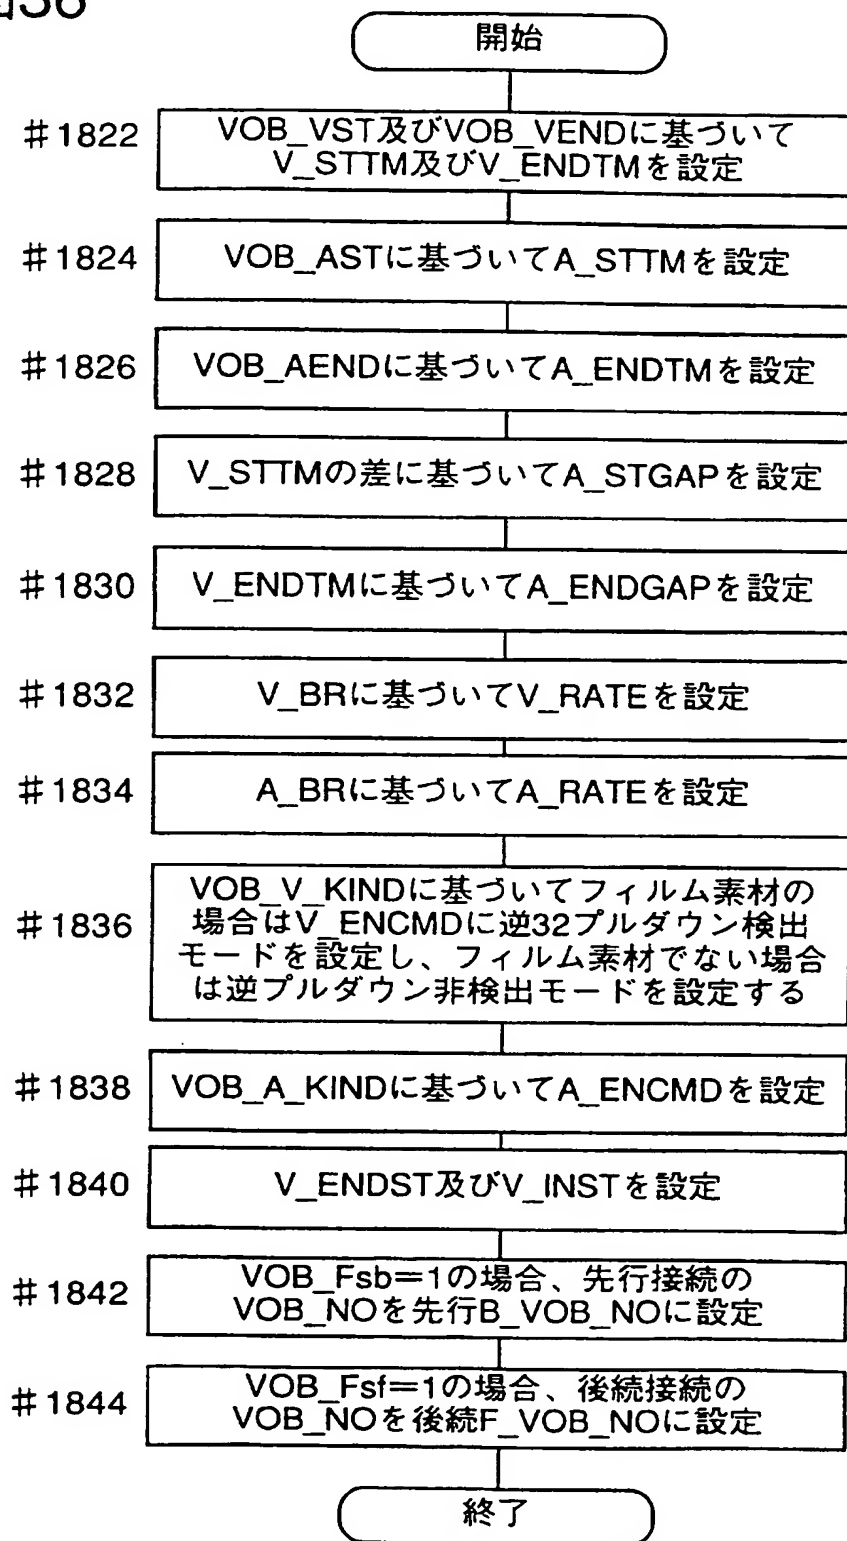 図38
開始
#1822
VOB_VST及びVOB_VENDに基づいて
V_STTM及びV_ENDTMを設定
#1824
VOB_ASTに基づいてA_STTMを設定
#1826
VOB_AENDに基づいてA_ENDTMを設定
#1828
V_STTMの差に基づいてA_STGAPを設定
#1830
V_ENDTMに基づいてA_ENDGAPを設定
#1832
V_BRに基づいてV_RATEを設定
#1834
A_BRに基づいてA_RATEを設定
#1836
VOB_V_KINDに基づいてフィルム素材の
場合はV_ENCMDに逆32プルダウン検出
モードを設定し、フィルム素材でない場合
は逆プルダウン非検出モードを設定する
#1838
VOB_A_KINDに基づいてA_ENCMDを設定
#1840
V_ENDST及びV_INSTを設定
#1842
VOB_Fsb=1の場合、先行接続の
VOB_NOを先行B_VOB_NOに設定
#1844
VOB_Fsf=1の場合、後続接続の
VOB_NOを後続F_VOB_NOに設定
終了